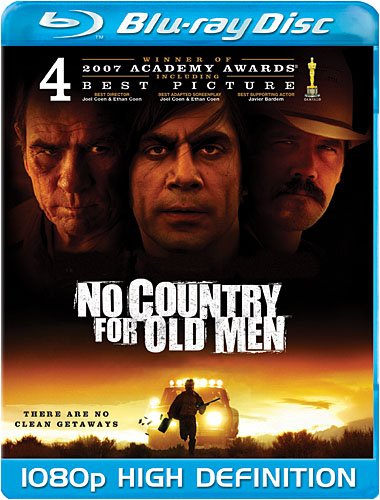 Blu-ray Disc
4
WINNER OF
2007 ACADEMY AWARDS®
INCLUDING
BEST PICTURE
BEST DIRECTOR
Joel Coen & Ethan Coen
BEST ADAPTED SCREENPLAY
Joel Coen & Ethan Coen
BEST SUPPORTING ACTOR
Javier Bardem
NO COUNTRY
FOR OLD MEN
THERE ARE NO
CLEAN GETAWAYS
1080p HIGH DEFINITION